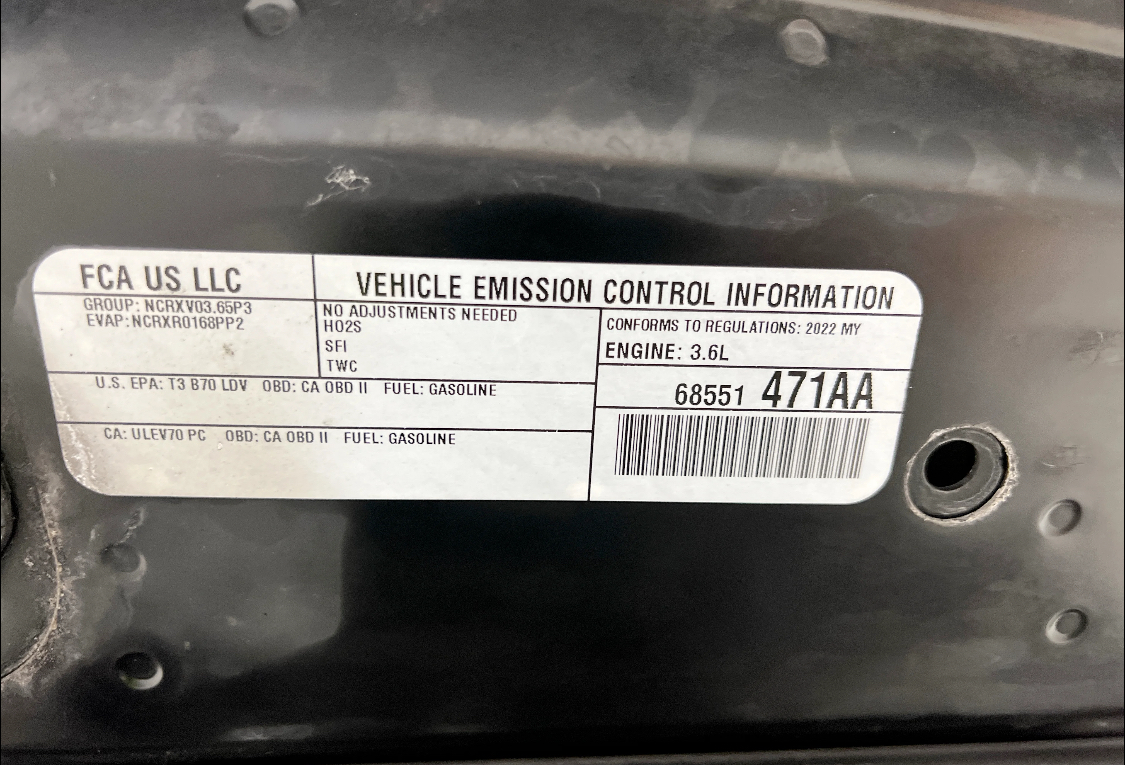 FCA US LLC
VEHICLE EMISSION CONTROL INFORMATION
GROUP: NCRXV03.65P3
EVAP: NCRXR0168PP2
NO ADJUSTMENTS NEEDED
HO2S
SFI
TWC
CONFORMS TO REGULATIONS: 2022 MY
ENGINE: 3.6L
U.S. EPA: T3 B70 LDV OBD: CA OBD II FUEL: GASOLINE
68551 471AA
CA: ULEV70 PC OBD: CA OBD II FUEL: GASOLINE